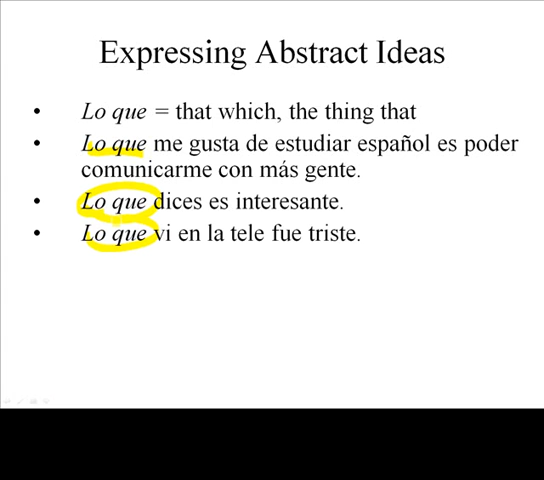 Expressing Abstract Ideas
• Lo que = that which, the thing that
• Lo que me gusta de estudiar español es poder
comunicarme con más gente.
• Lo que dices es interesante.
• Lo que vi en la tele fue triste.